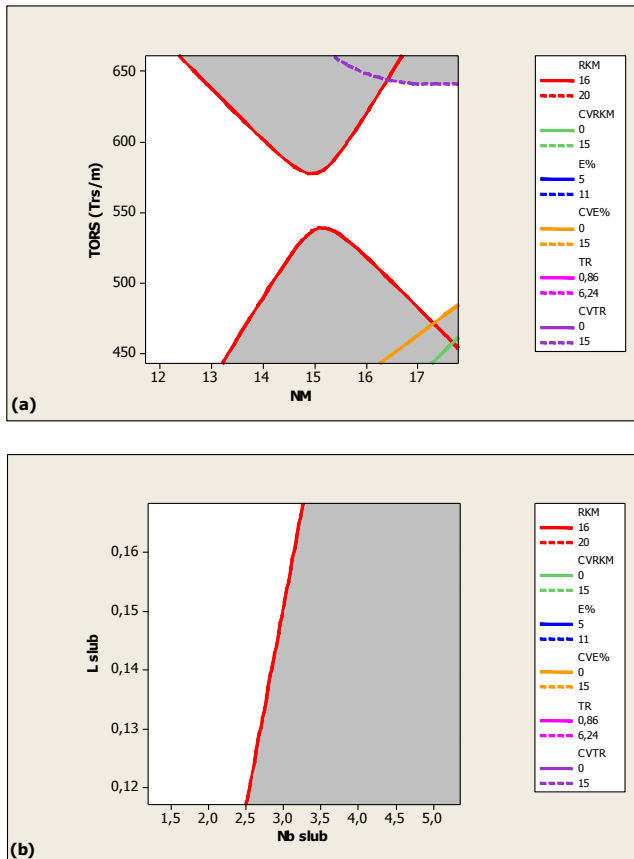 650
600
550
500
450
TORS (Trs/m)
12 13 14 15 16 17
NM
(a)
RKM
16
20
CVRKM
0
15
E%
5
11
CVE%
0
15
TR
0,86
6,24
CVTR
0
15
0,16
0,15
0,14
0,13
0,12
L slub
1,5 2,0 2,5 3,0 3,5 4,0 4,5 5,0
Nb slub
(b)
RKM
16
20
CVRKM
0
15
E%
5
11
CVE%
0
15
TR
0,86
6,24
CVTR
0
15